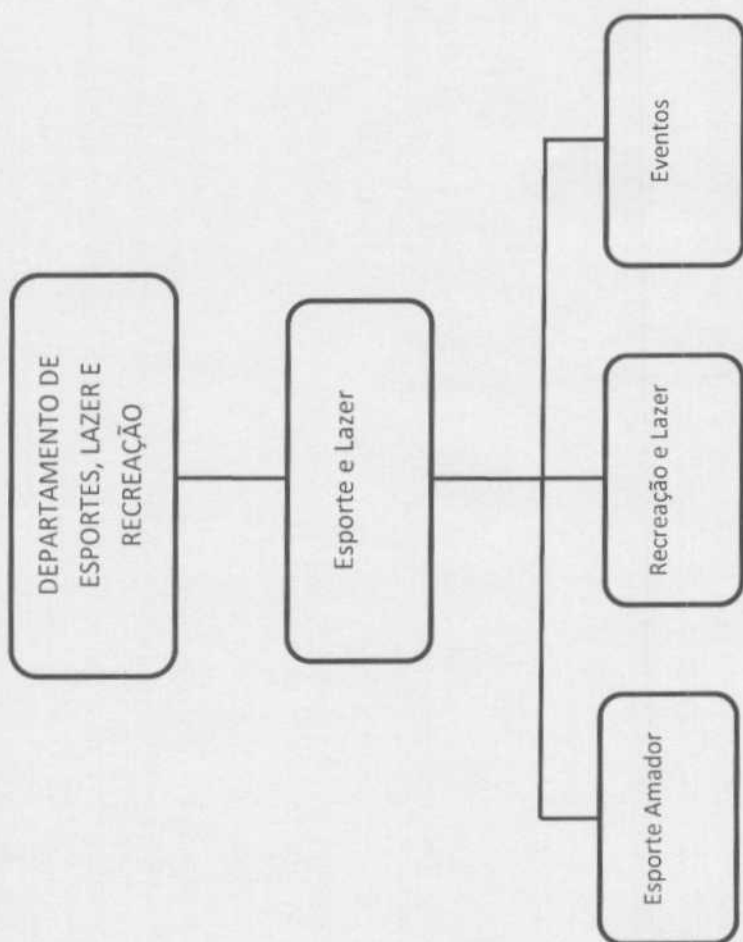 DEPARTAMENTO DE
ESPORTES, LAZER E
RECREAÇÃO
Esporte e Lazer
Esporte Amador
Recreação e Lazer
Eventos